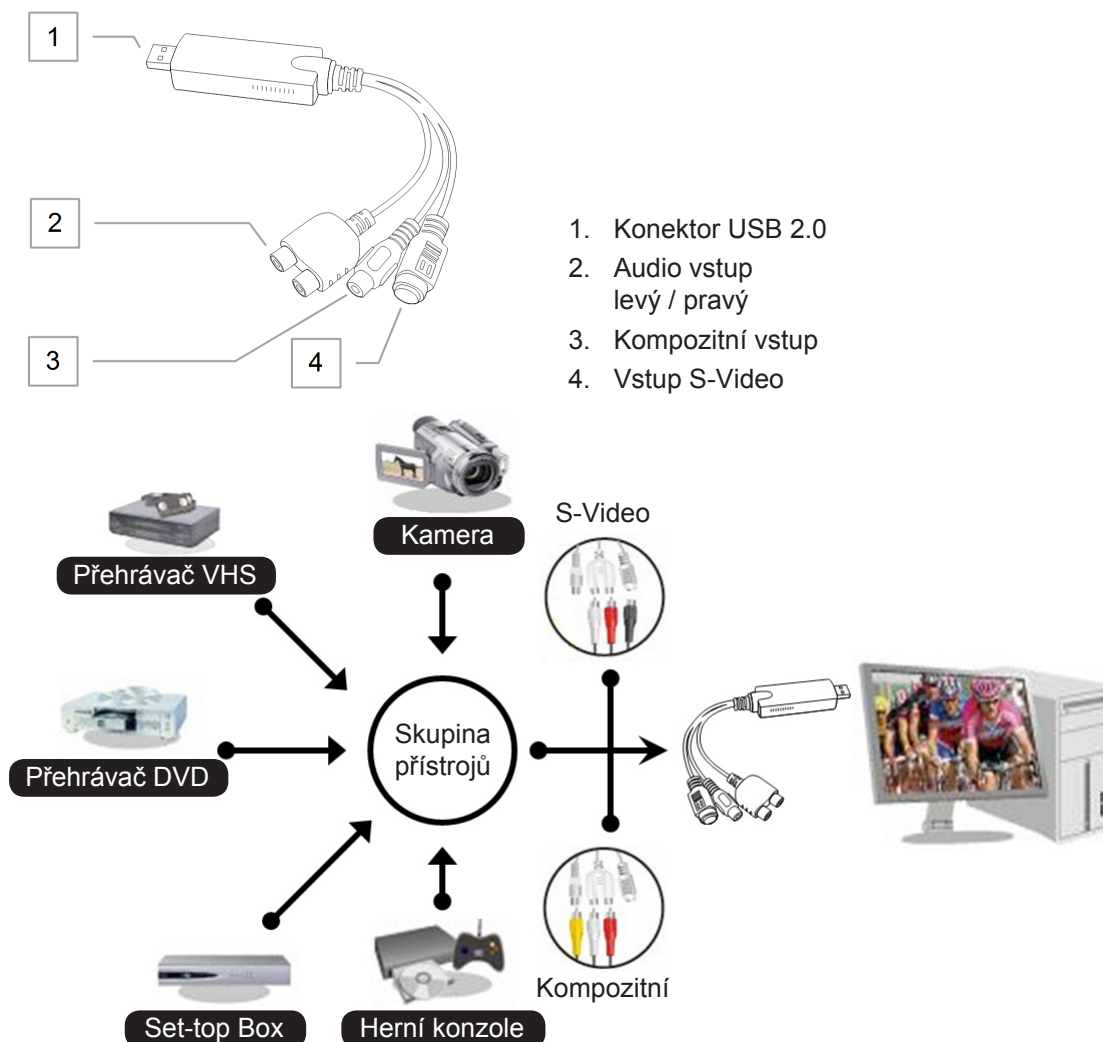 1
2
3
4
1. Konektor USB 2.0
2. Audio vstup
levý / pravý
3. Kompozitní vstup
4. Vstup S-Video
Kamera
S-Video
Přehrávač VHS
Skupina
přístrojů
Přehrávač DVD
Kompozitní
Set-top Box
Herní konzole